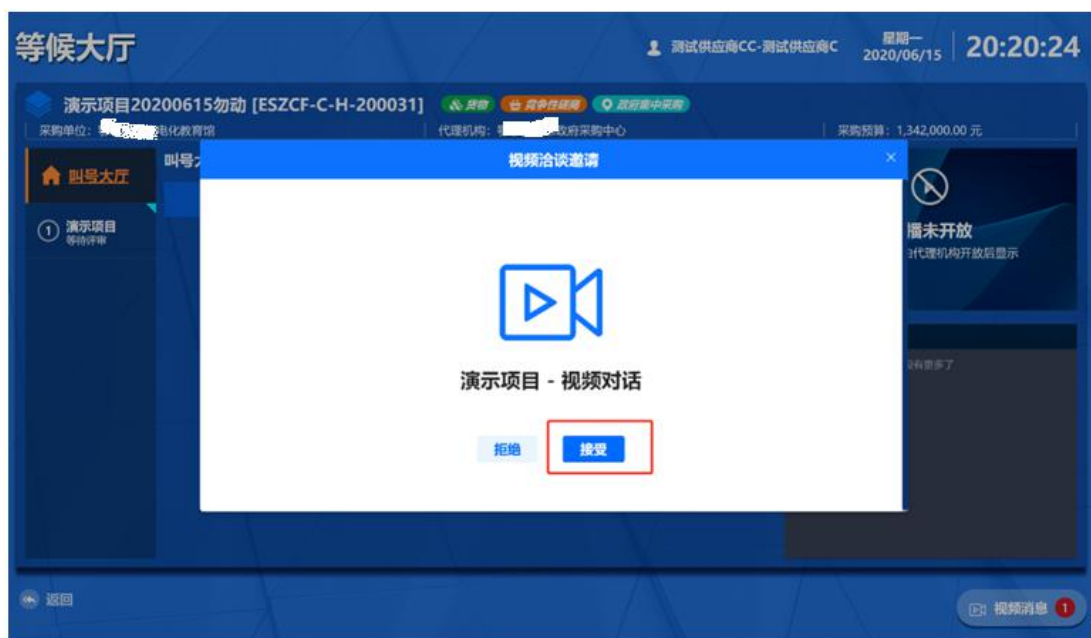 等候大厅
测试供应商CC-测试供应商C
星期一
2020/06/15
20:20:24
演示项目20200615勿动 [ESZCF-C-H-200031]
货物
竞争性磋商
政府集中采购
采购单位:
电化教育馆
代理机构:
政府采购中心
采购预算: 1,342,000.00 元
叫号大厅
叫号
视频洽谈邀请
×
1
演示项目
等待评审
播未开放
代理机构开放后显示
没有更多了
演示项目 - 视频对话
拒绝
接受
返回
视频消息
1